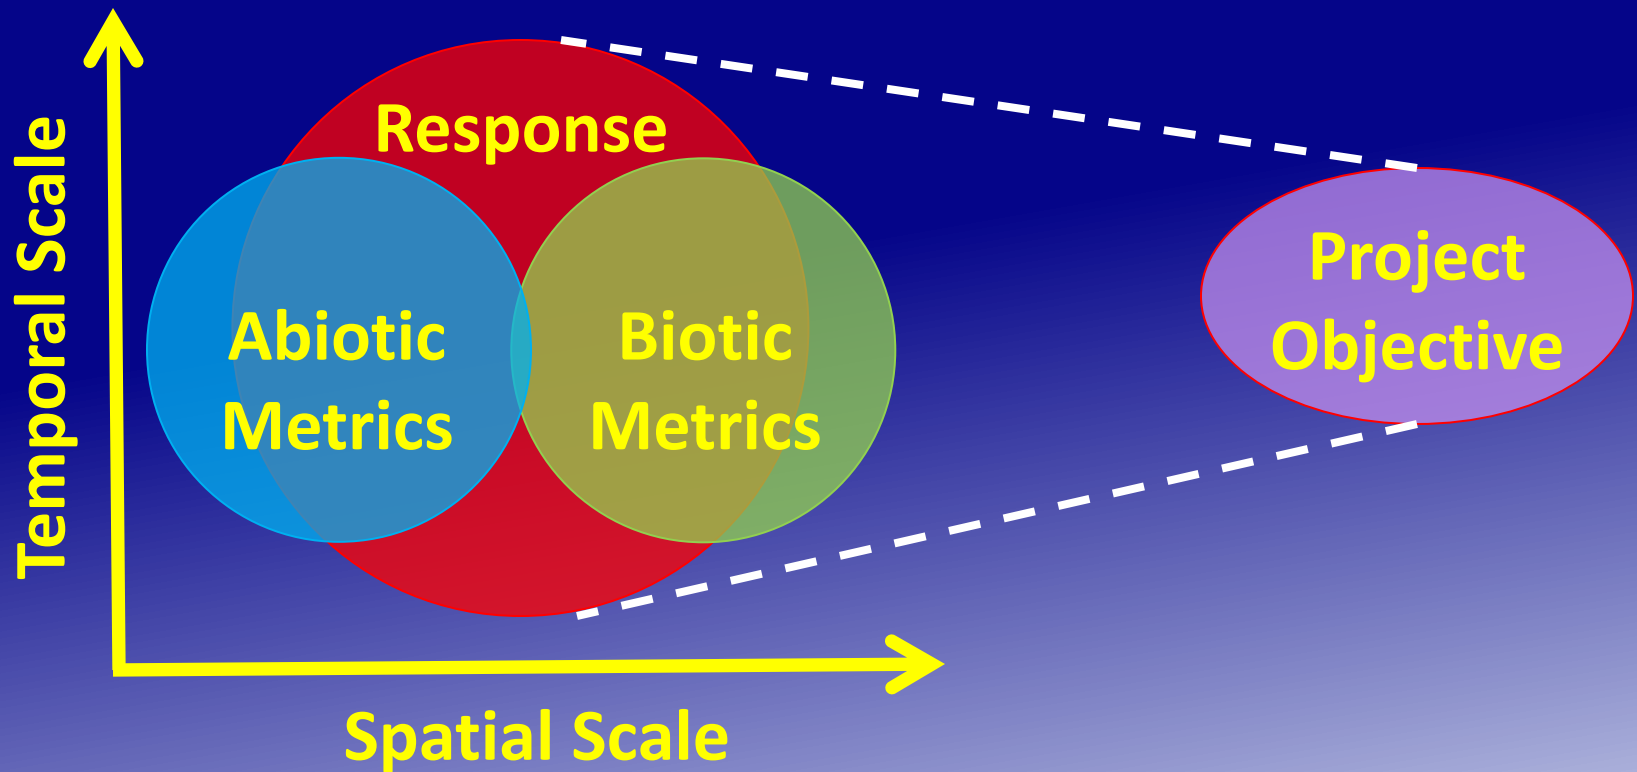 Temporal Scale
Response
Abiotic
Metrics
Biotic
Metrics
Project
Objective
Spatial Scale